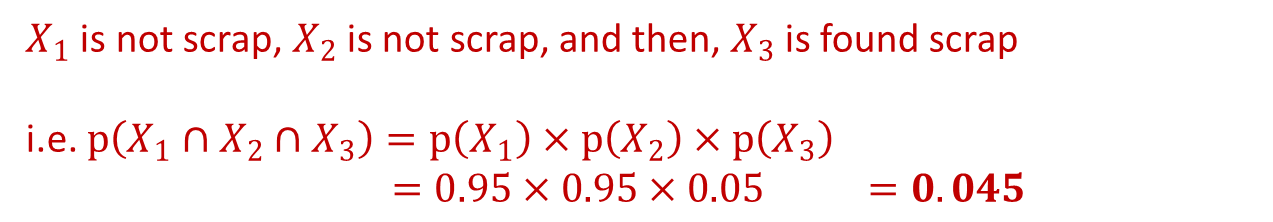 X₁ is not scrap, X₂ is not scrap, and then, X₃ is found scrap
i.e. p(X₁ ∩ X₂ ∩ X₃) = p(X₁) × p(X₂) × p(X₃)
= 0.95 × 0.95 × 0.05 = 0.045